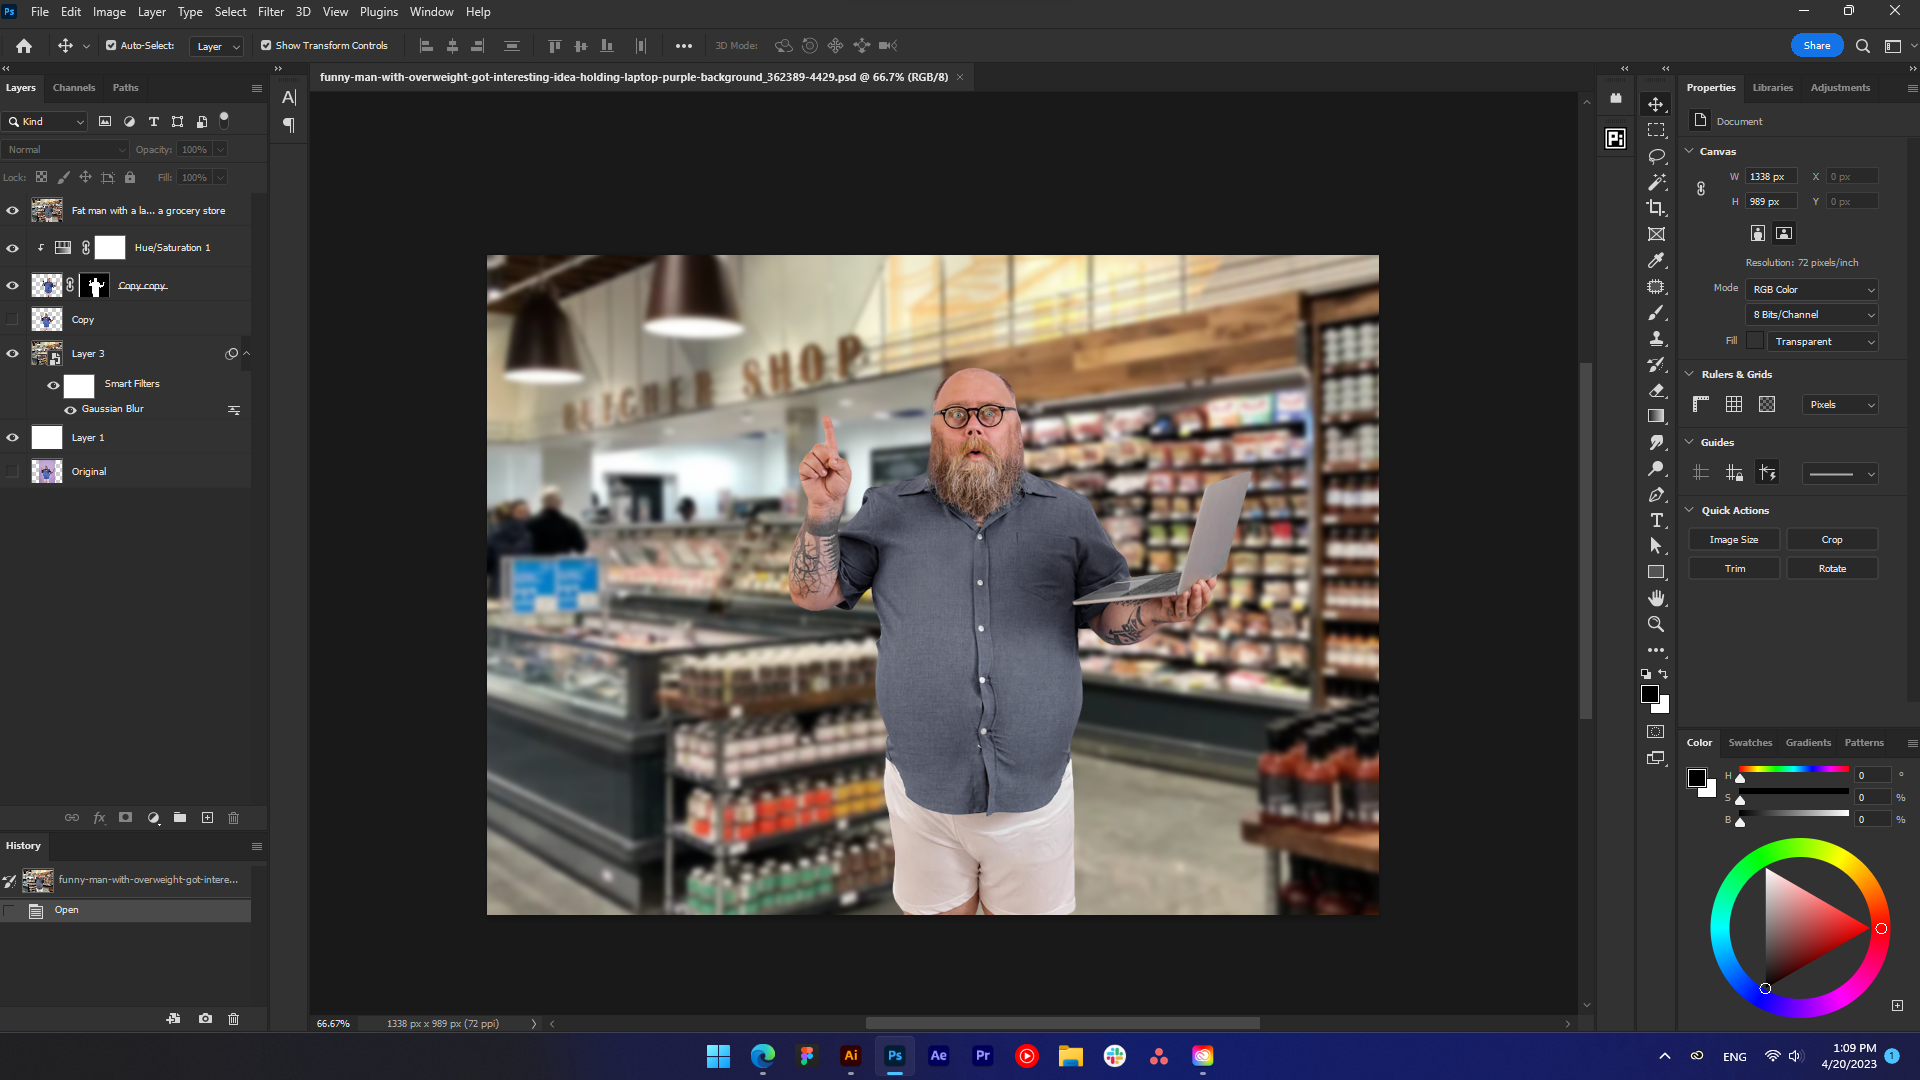 Ps File Edit Image Layer Type Select Filter 3D View Plugins Window Help
Auto-Select: Layer Show Transform Controls 3D Mode: Share
Layers Channels Paths
funny-man-with-overweight-got-interesting-idea-holding-laptop-purple-background_362389-4429.psd @ 66.7% (RGB/8)
Kind
Normal Opacity: 100%
Lock: Fill: 100%
Fat man with a la... a grocery store
Hue/Saturation 1
Copy copy
Copy
Layer 3
Smart Filters
Gaussian Blur
Layer 1
Original
fx
History
funny-man-with-overweight-got-intere...
Open
A
Pi
BUTCHER SHOP
66.67% 1338 px x 989 px (72 ppi)
Properties Libraries Adjustments
Document
Canvas
W 1338 px X 0 px
H 989 px Y 0 px
Resolution: 72 pixels/inch
Mode RGB Color
8 Bits/Channel
Fill Transparent
Rulers & Grids
Pixels
Guides
Quick Actions
Image Size Crop
Trim Rotate
T
Color Swatches Gradients Patterns
H 0 °
S 0 %
B 0 %
Ai Ps Ae Pr
ENG
1:09 PM
4/20/2023
1